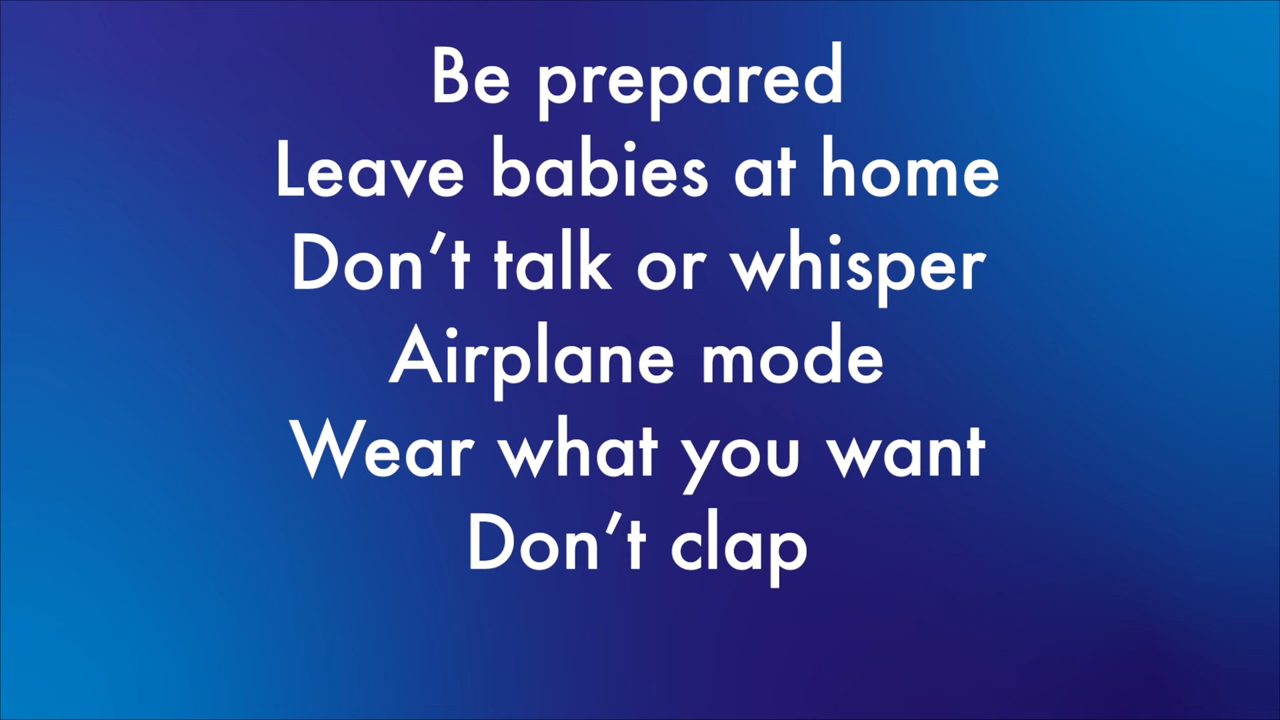 Be prepared
Leave babies at home
Don’t talk or whisper
Airplane mode
Wear what you want
Don’t clap